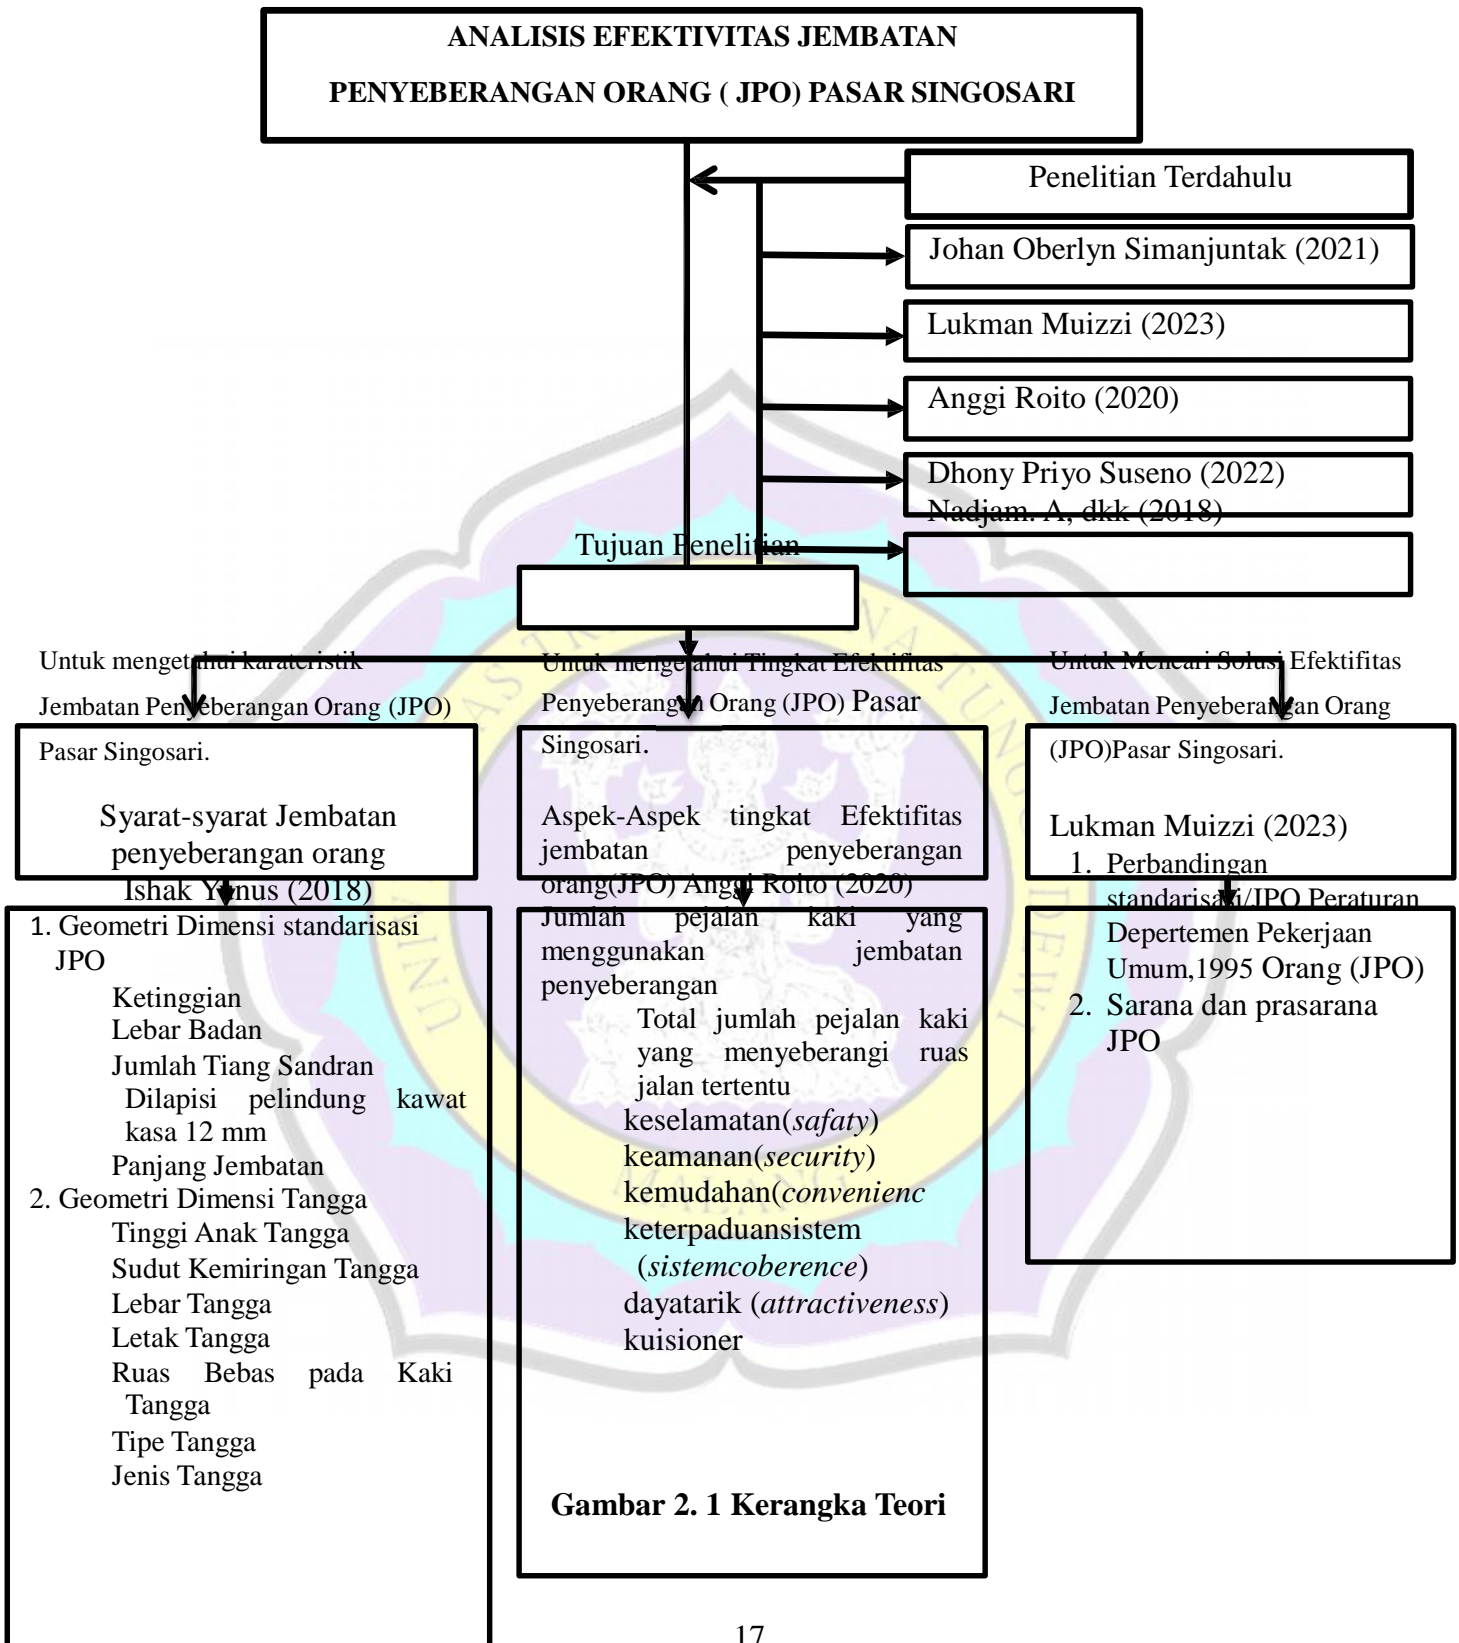 ANALISIS EFEKTIVITAS JEMBATAN
PENYEBERANGAN ORANG ( JPO) PASAR SINGOSARI
Penelitian Terdahulu
Johan Oberlyn Simanjuntak (2021)
Lukman Muizzi (2023)
Anggi Roito (2020)
Dhony Priyo Suseno (2022)
Nadjam. A, dkk (2018)
Tujuan Penelitian
Untuk mengetahui karateristik
Jembatan Penyeberangan Orang (JPO)
Pasar Singosari.
Syarat-syarat Jembatan
penyeberangan orang
Ishak Yunus (2018)
1. Geometri Dimensi standarisasi
JPO
Ketinggian
Lebar Badan
Jumlah Tiang Sandran
Dilapisi pelindung kawat
kasa 12 mm
Panjang Jembatan
2. Geometri Dimensi Tangga
Tinggi Anak Tangga
Sudut Kemiringan Tangga
Lebar Tangga
Letak Tangga
Ruas Bebas pada Kaki
Tangga
Tipe Tangga
Jenis Tangga
Untuk mengetahui Tingkat Efektifitas
Penyeberangan Orang (JPO) Pasar
Singosari.
Aspek-Aspek tingkat Efektifitas
jembatan penyeberangan
orang(JPO) Anggi Roito (2020)
Jumlah pejalan kaki yang
menggunakan jembatan
penyeberangan
Total jumlah pejalan kaki
yang menyeberangi ruas
jalan tertentu
keselamatan(safaty)
keamanan(security)
kemudahan(convenienc
keterpaduansistem
(sistemcoberence)
dayatarik (attractiveness)
kuisioner
Untuk Mencari Solusi Efektifitas
Jembatan Penyeberangan Orang
(JPO)Pasar Singosari.
Lukman Muizzi (2023)
1. Perbandingan
standarisasi/JPO Peraturan
Depertemen Pekerjaan
Umum,1995 Orang (JPO)
2. Sarana dan prasarana
JPO
Gambar 2. 1 Kerangka Teori
17
MALANG